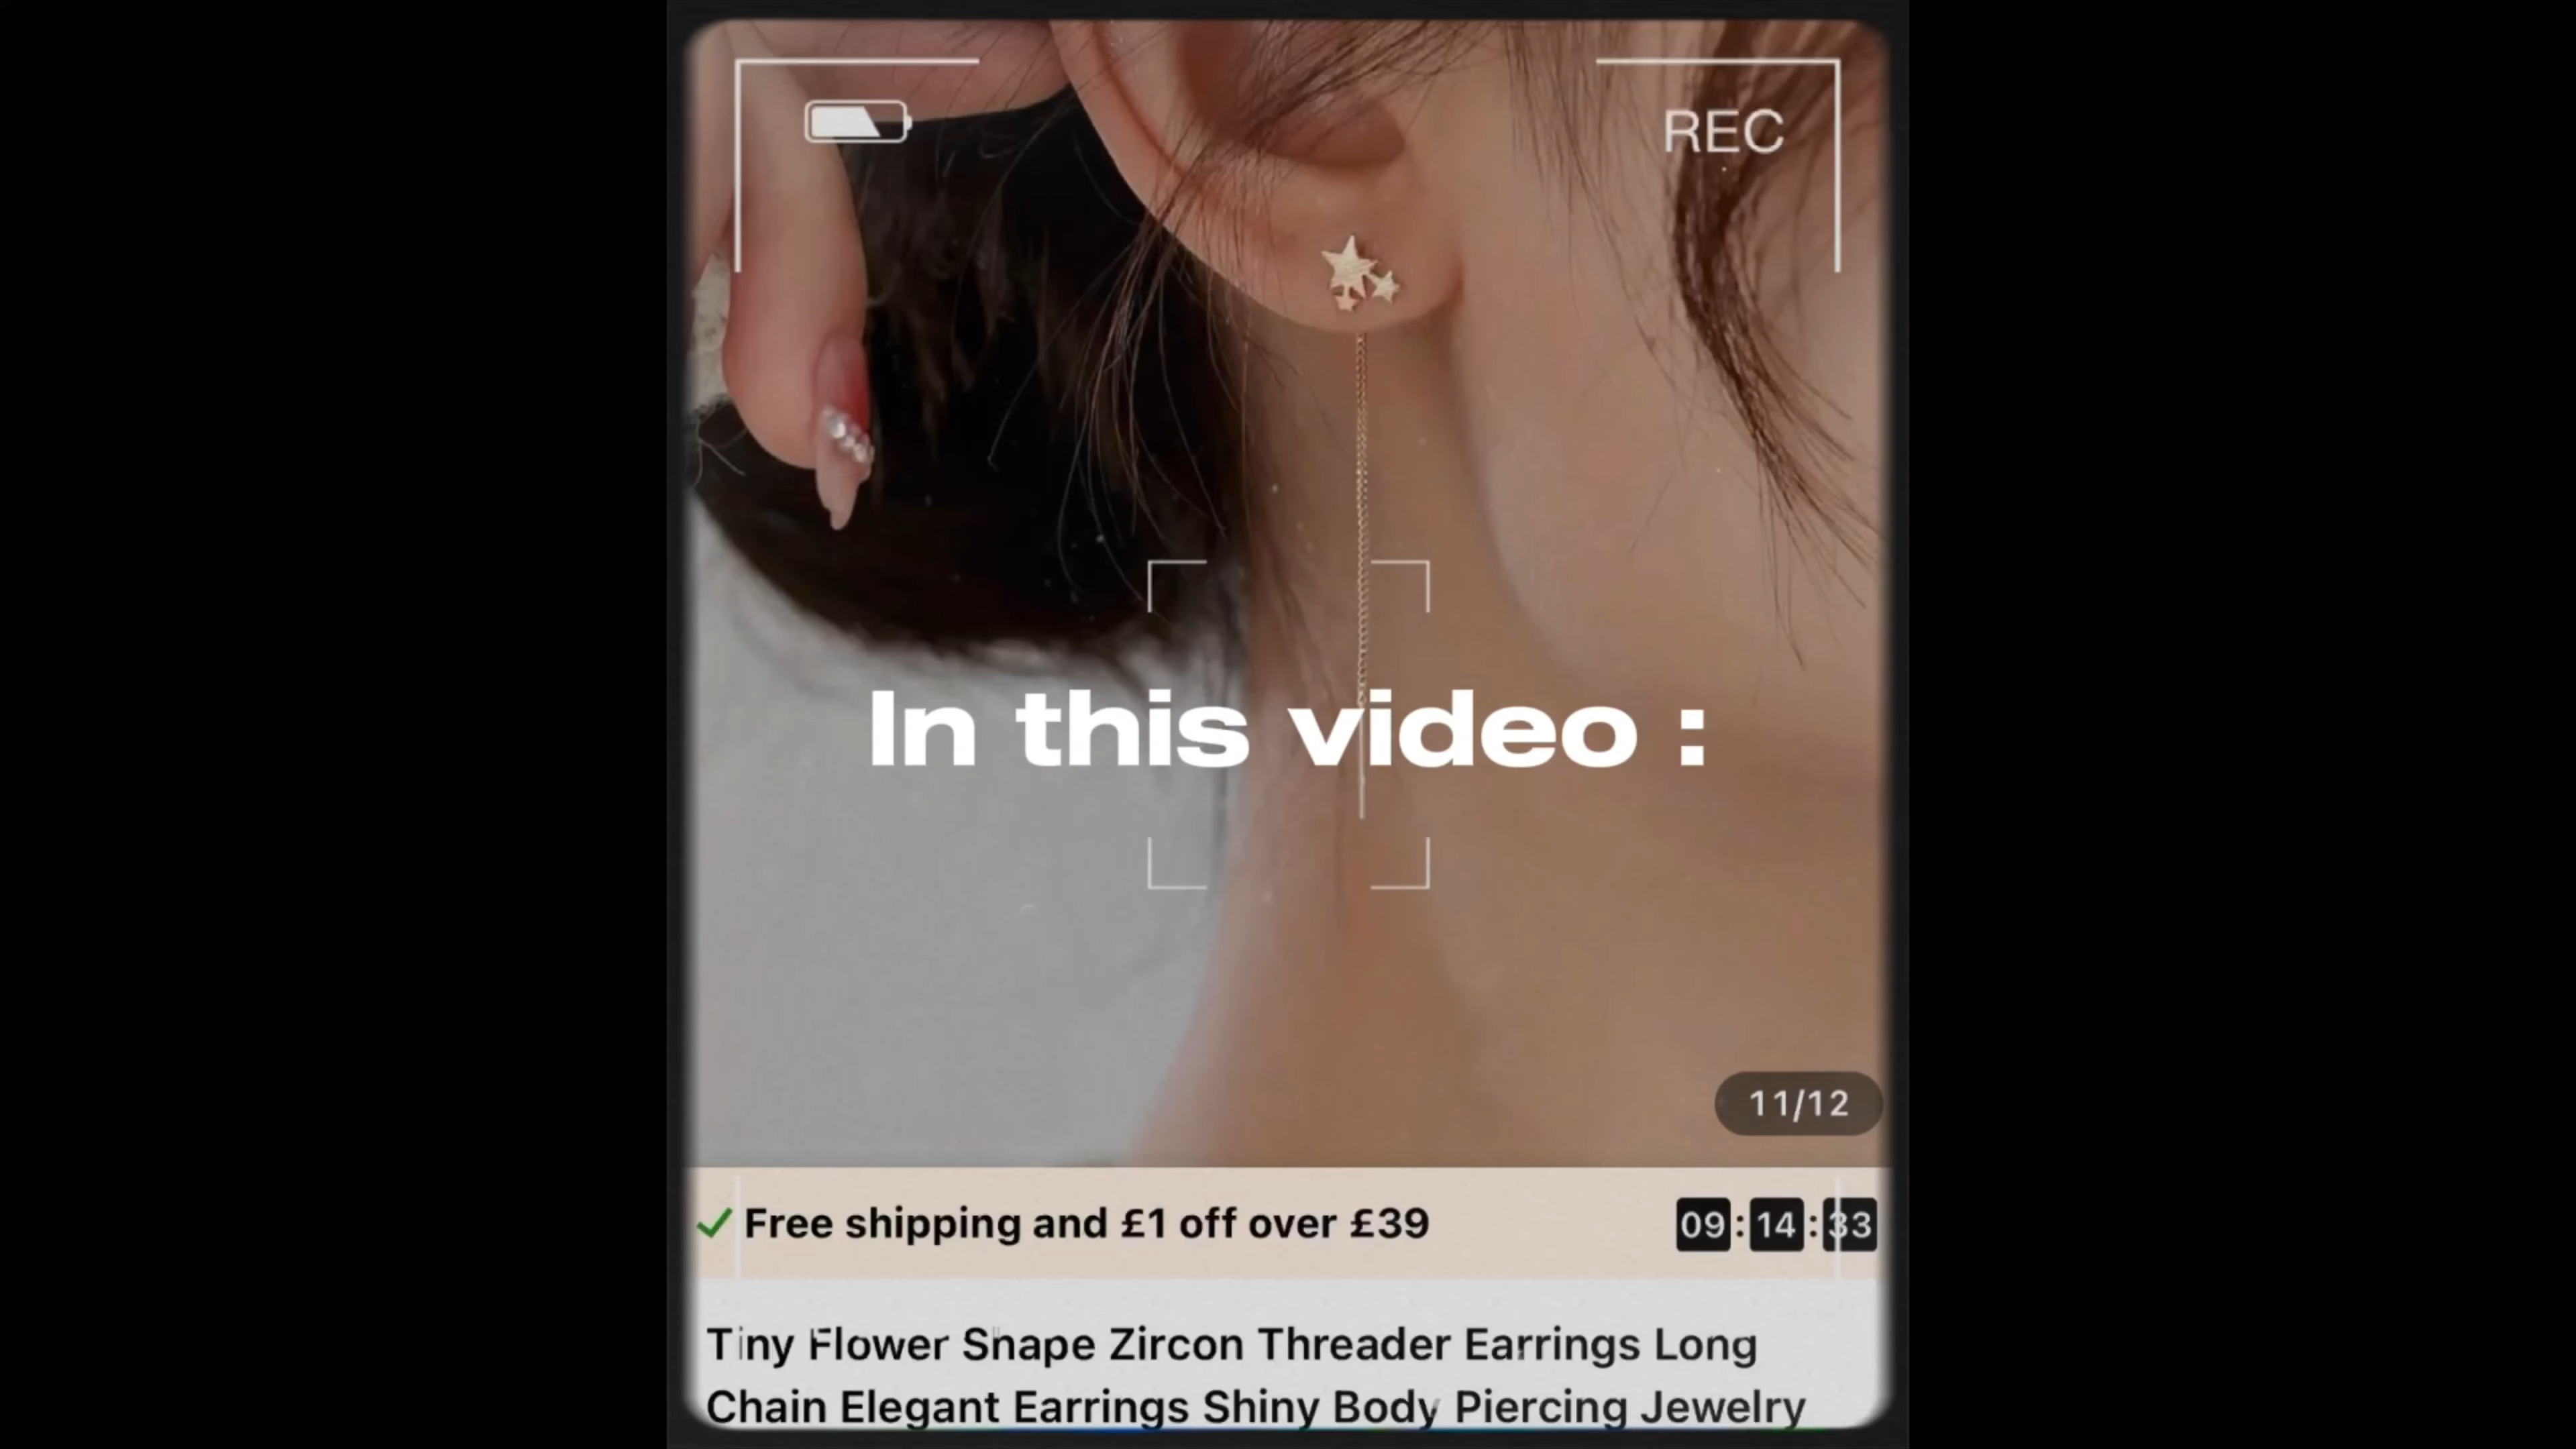 REC
In this video :
11/12
Free shipping and £1 off over £39
09:14:33
Tiny Flower Shape Zircon Threader Earrings Long
Chain Elegant Earrings Shiny Body Piercing Jewelry